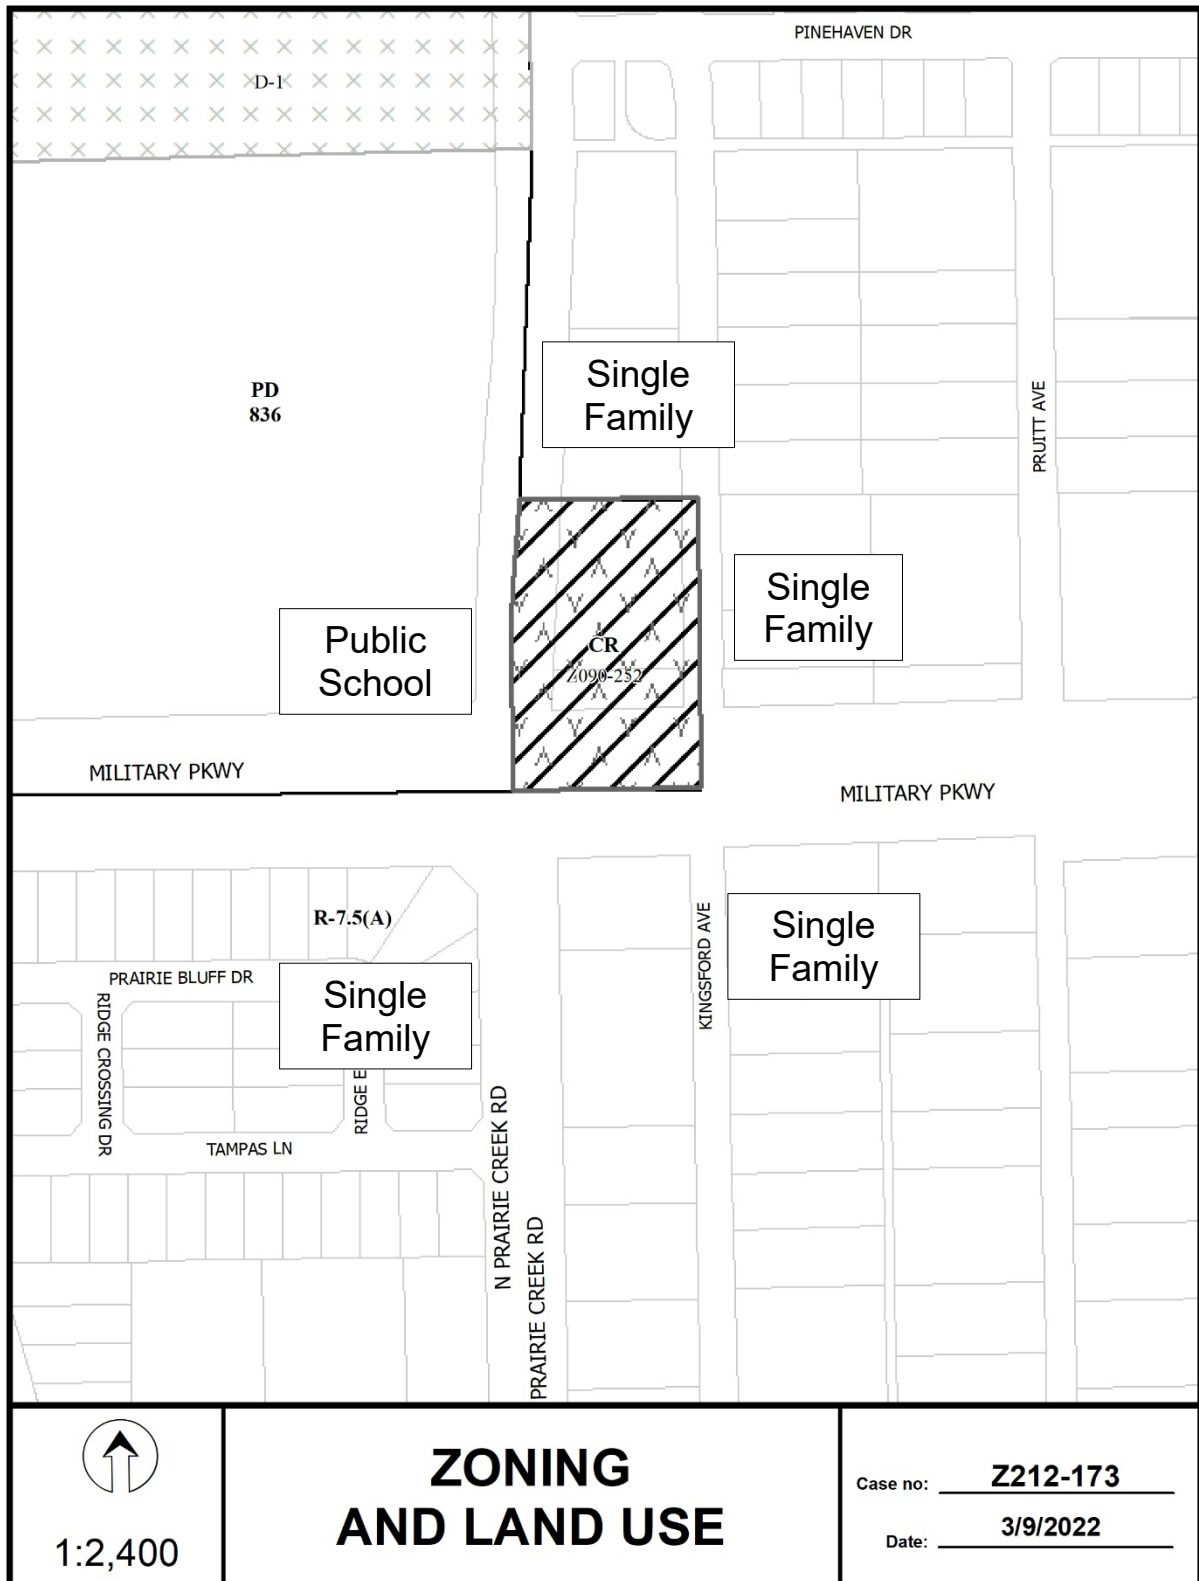 PINEHAVEN DR
D-1
Single
Family
PD
836
PRUITT AVE
Single
Family
Public
School
CR
Z090-252
MILITARY PKWY
MILITARY PKWY
R-7.5(A)
Single
Family
KINGSFORD AVE
PRAIRIE BLUFF DR
Single
Family
RIDGE CROSSING DR
RIDGE E
TAMPAS LN
N PRAIRIE CREEK RD
PRAIRIE CREEK RD
1:2,400
ZONING
AND LAND USE
Case no: Z212-173
Date: 3/9/2022